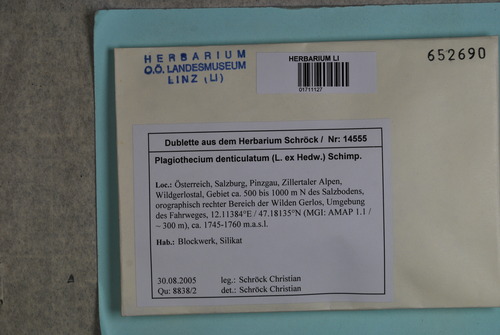 HERBARIUM
O.Ö. LANDESMUSEUM
LINZ (LI)
HERBARIUM LI
01711127
652690
Dublette aus dem Herbarium Schröck / Nr: 14555
Plagiothecium denticulatum (L. ex Hedw.) Schimp.
Loc.: Österreich, Salzburg, Pinzgau, Zillertaler Alpen,
Wildgerlostal, Gebiet ca. 500 bis 1000 m N des Salzbodens,
orographisch rechter Bereich der Wilden Gerlos, Umgebung
des Fahrweges, 12.11384°E / 47.18135°N (MGI: AMAP 1.1 /
~ 300 m), ca. 1745-1760 m.a.s.l.
Hab.: Blockwerk, Silikat
30.08.2005 leg.: Schröck Christian
Qu: 8838/2 det.: Schröck Christian